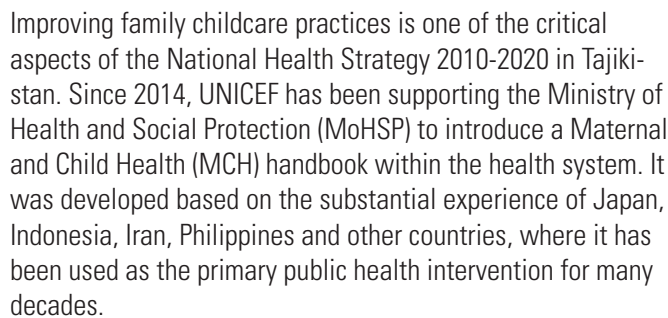 Improving family childcare practices is one of the critical
aspects of the National Health Strategy 2010-2020 in Tajiki-
stan. Since 2014, UNICEF has been supporting the Ministry of
Health and Social Protection (MoHSP) to introduce a Maternal
and Child Health (MCH) handbook within the health system. It
was developed based on the substantial experience of Japan,
Indonesia, Iran, Philippines and other countries, where it has
been used as the primary public health intervention for many
decades.